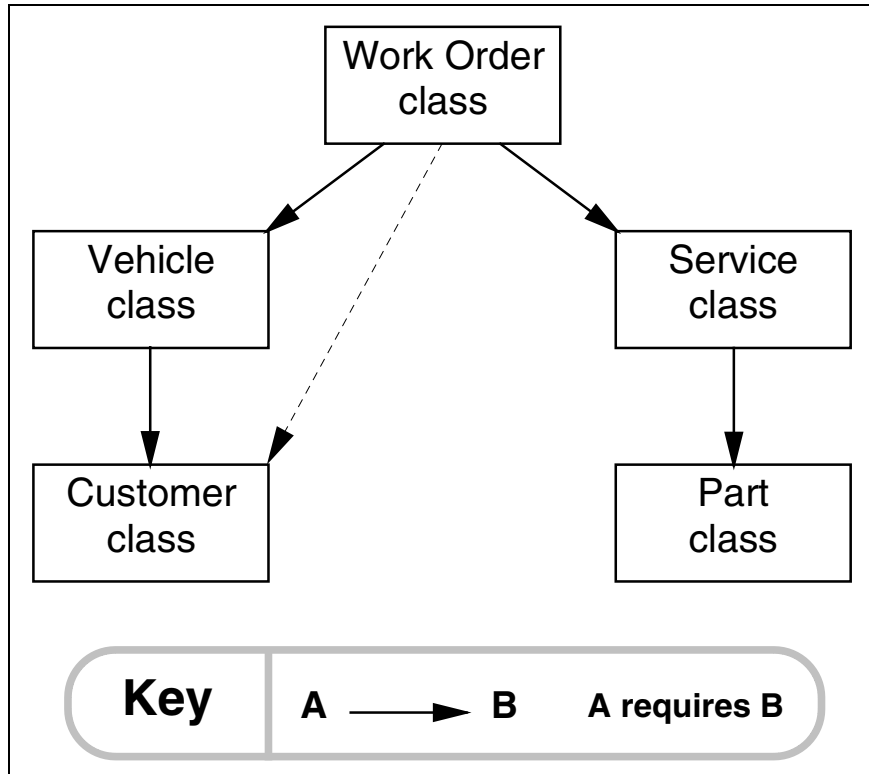 Work Order
class
Vehicle
class
Service
class
Customer
class
Part
class
Key
A
B
A requires B